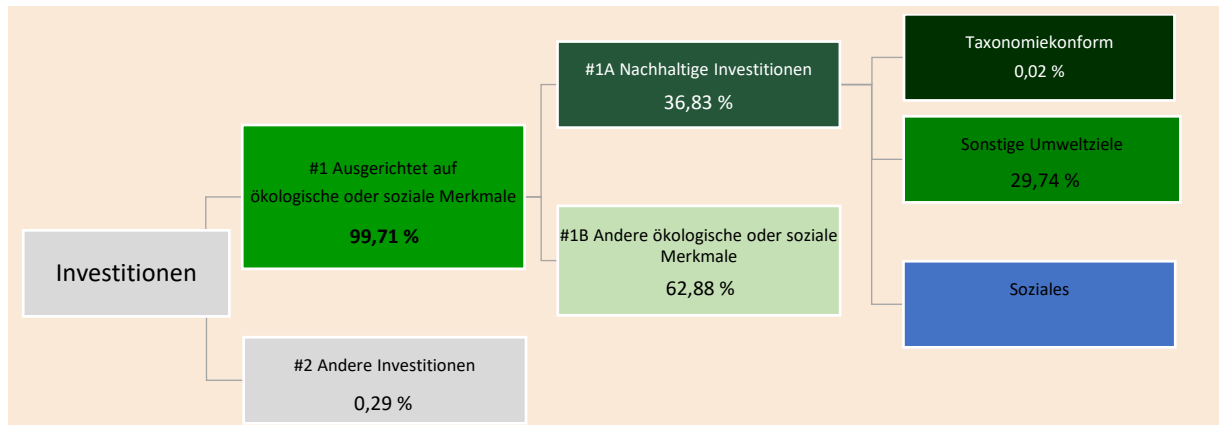 Investitionen
#1 Ausgerichtet auf
ökologische oder soziale Merkmale
99,71 %
#2 Andere Investitionen
0,29 %
#1A Nachhaltige Investitionen
36,83 %
#1B Andere ökologische oder soziale
Merkmale
62,88 %
Taxonomiekonform
0,02 %
Sonstige Umweltziele
29,74 %
Soziales